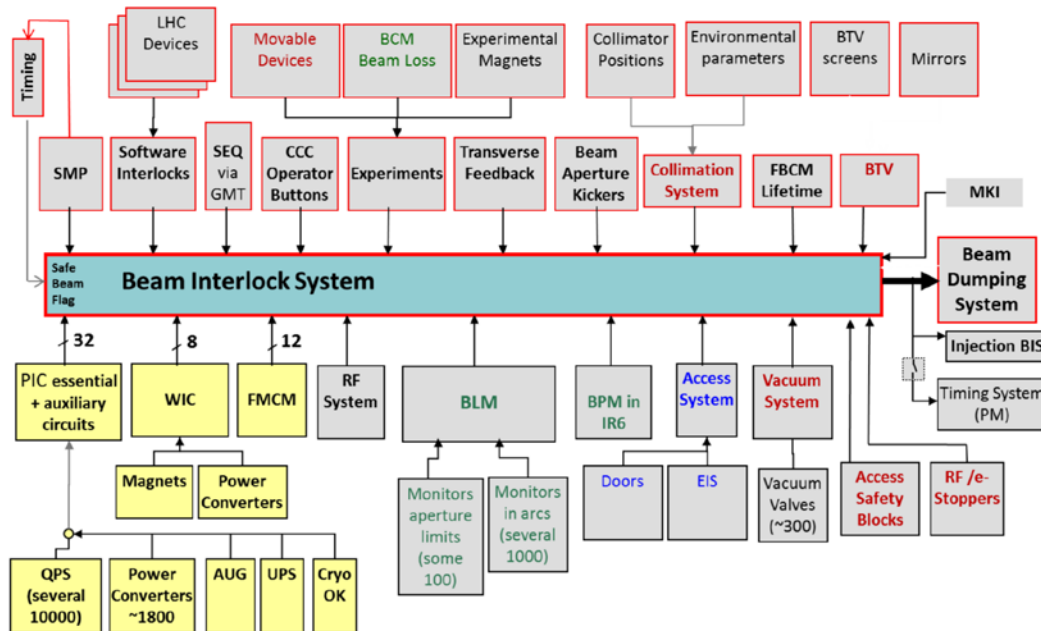 Timing
LHC
Devices
Movable
Devices
BCM
Beam Loss
Experimental
Magnets
Collimator
Positions
Environmental
parameters
BTV
screens
Mirrors
SMP
Software
Interlocks
SEQ
via
GMT
CCC
Operator
Buttons
Experiments
Transverse
Feedback
Beam
Aperture
Kickers
Collimation
System
FBCM
Lifetime
BTV
MKI
Safe
Beam
Flag
Beam Interlock System
Beam
Dumping
System
Injection BIS
Timing System
(PM)
32
8
12
PIC essential
+ auxiliary
circuits
WIC
FMCM
RF
System
BLM
BPM in
IR6
Access
System
Vacuum
System
Magnets
Power
Converters
Monitors
aperture
limits
(some
100)
Monitors
in arcs
(several
1000)
Doors
EIS
Vacuum
Valves
(~300)
Access
Safety
Blocks
RF /e-
Stoppers
QPS
(several
10000)
Power
Converters
~1800
AUG
UPS
Cryo
OK